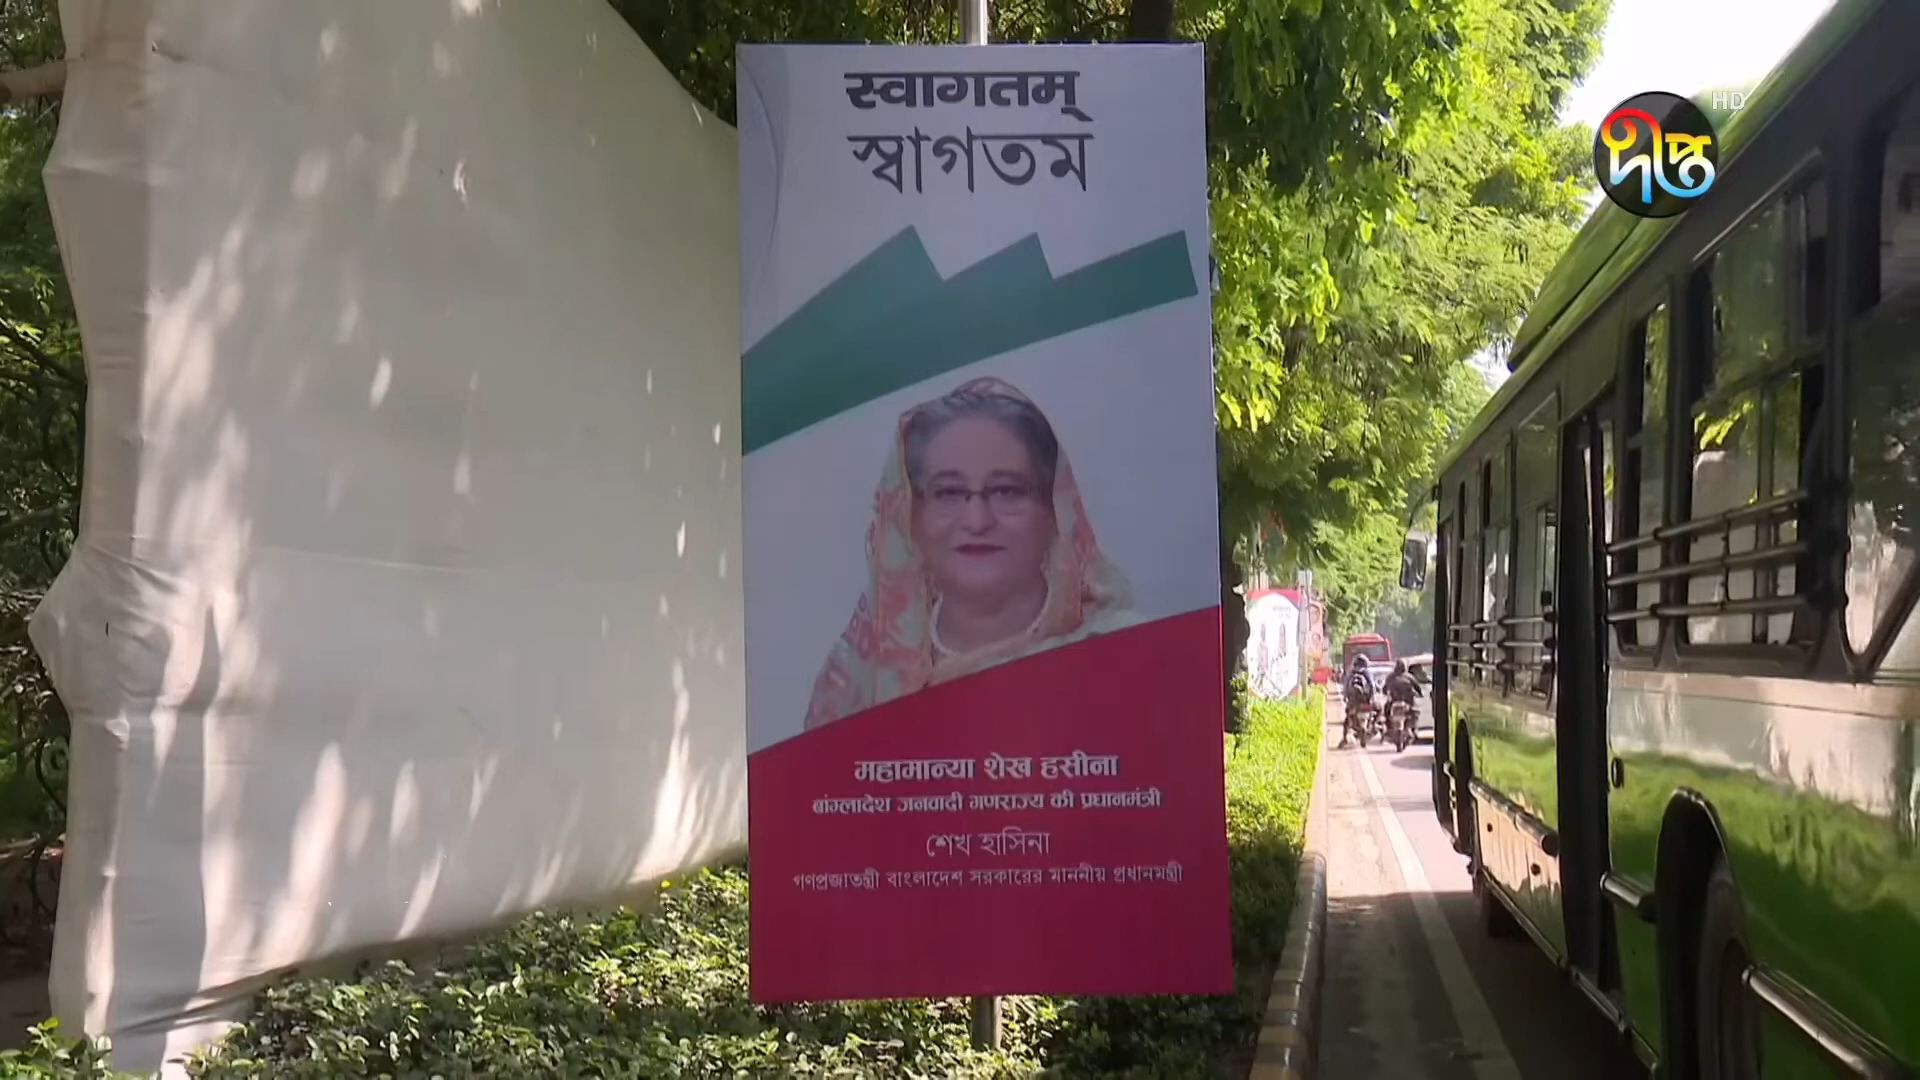 स्वागतम्
স্বাগতম
महामान्या शेख हसीना
बांग्लादेश जनवादी गणराज्य की प्रधानमंत्री
শেখ হাসিনা
গণপ্রজাতন্ত্রী বাংলাদেশ সরকারের মাননীয় প্রধানমন্ত্রী
দীপ্ত
HD